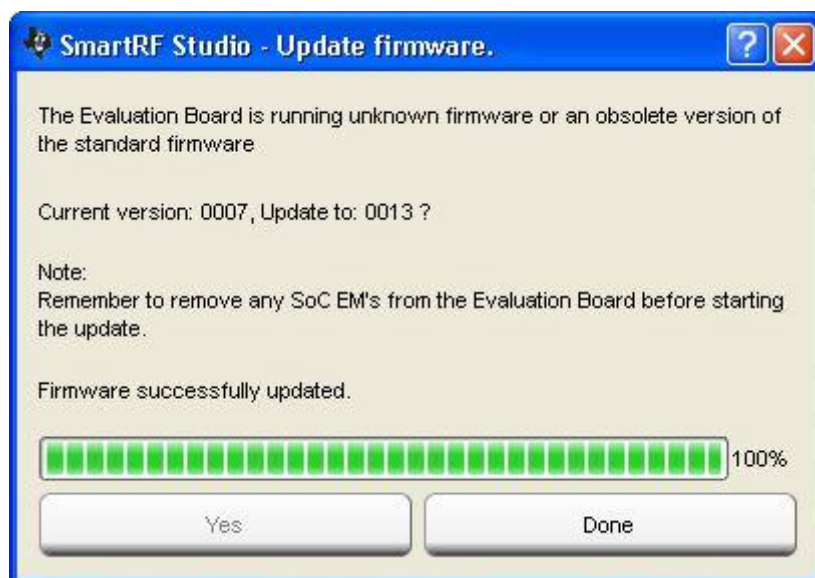 SmartRF Studio - Update firmware.
The Evaluation Board is running unknown firmware or an obsolete version of
the standard firmware
Current version: 0007, Update to: 0013 ?
Note:
Remember to remove any SoC EM's from the Evaluation Board before starting
the update.
Firmware successfully updated.
100%
Yes
Done